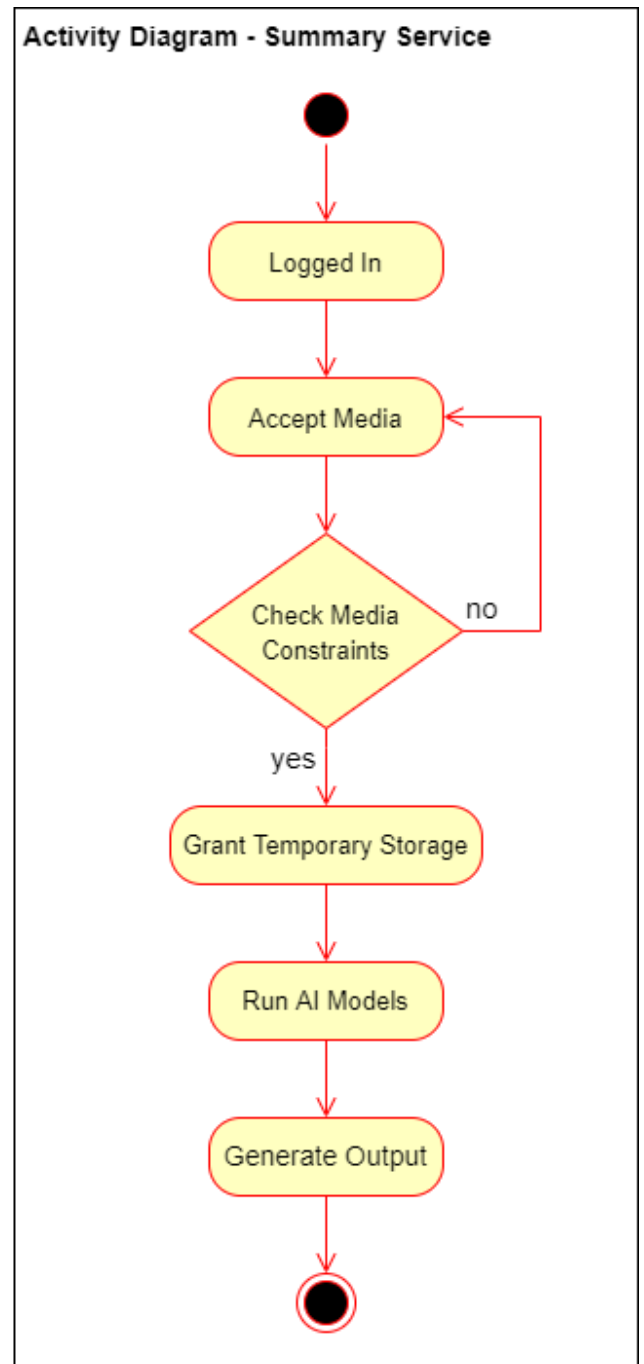 Activity Diagram - Summary Service
Logged In
Accept Media
Check Media
Constraints
no
yes
Grant Temporary Storage
Run AI Models
Generate Output